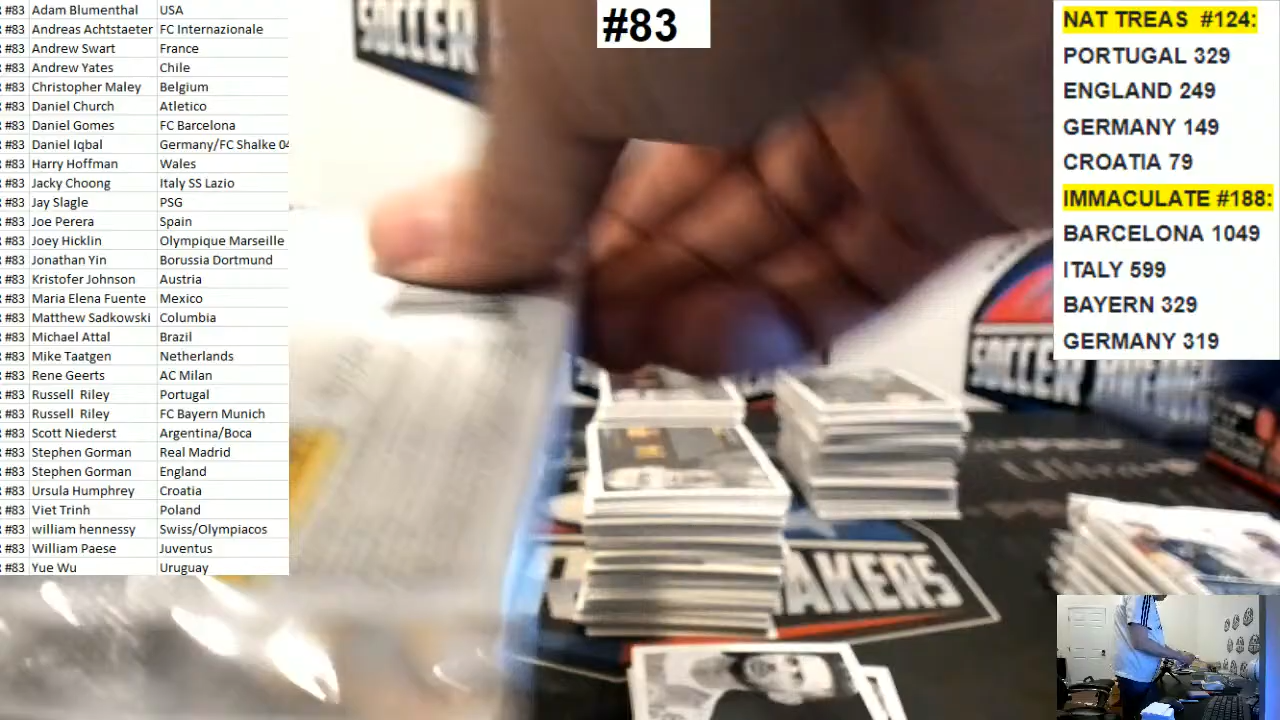 #83 Adam Blumenthal USA
#83 Andreas Achtstaeter FC Internazionale
#83 Andrew Swart France
#83 Andrew Yates Chile
#83 Christopher Maley Belgium
#83 Daniel Church Atletico
#83 Daniel Gomes FC Barcelona
#83 Daniel Iqbal Germany/FC Shalke 04
#83 Harry Hoffman Wales
#83 Jacky Choong Italy SS Lazio
#83 Jay Slagle PSG
#83 Joe Perera Spain
#83 Joey Hicklin Olympique Marseille
#83 Jonathan Yin Borussia Dortmund
#83 Kristofer Johnson Austria
#83 Maria Elena Fuente Mexico
#83 Matthew Sadkowski Columbia
#83 Michael Attal Brazil
#83 Mike Taatgen Netherlands
#83 Rene Geerts AC Milan
#83 Russell Riley Portugal
#83 Russell Riley FC Bayern Munich
#83 Scott Niederst Argentina/Boca
#83 Stephen Gorman Real Madrid
#83 Stephen Gorman England
#83 Ursula Humphrey Croatia
#83 Viet Trinh Poland
#83 william hennessy Swiss/Olympiacos
#83 William Paese Juventus
#83 Yue Wu Uruguay
SOCCER
#83
NAT TREAS #124:
PORTUGAL 329
ENGLAND 249
GERMANY 149
CROATIA 79
IMMACULATE #188:
BARCELONA 1049
ITALY 599
BAYERN 329
GERMANY 319
SOCCER
AKERS